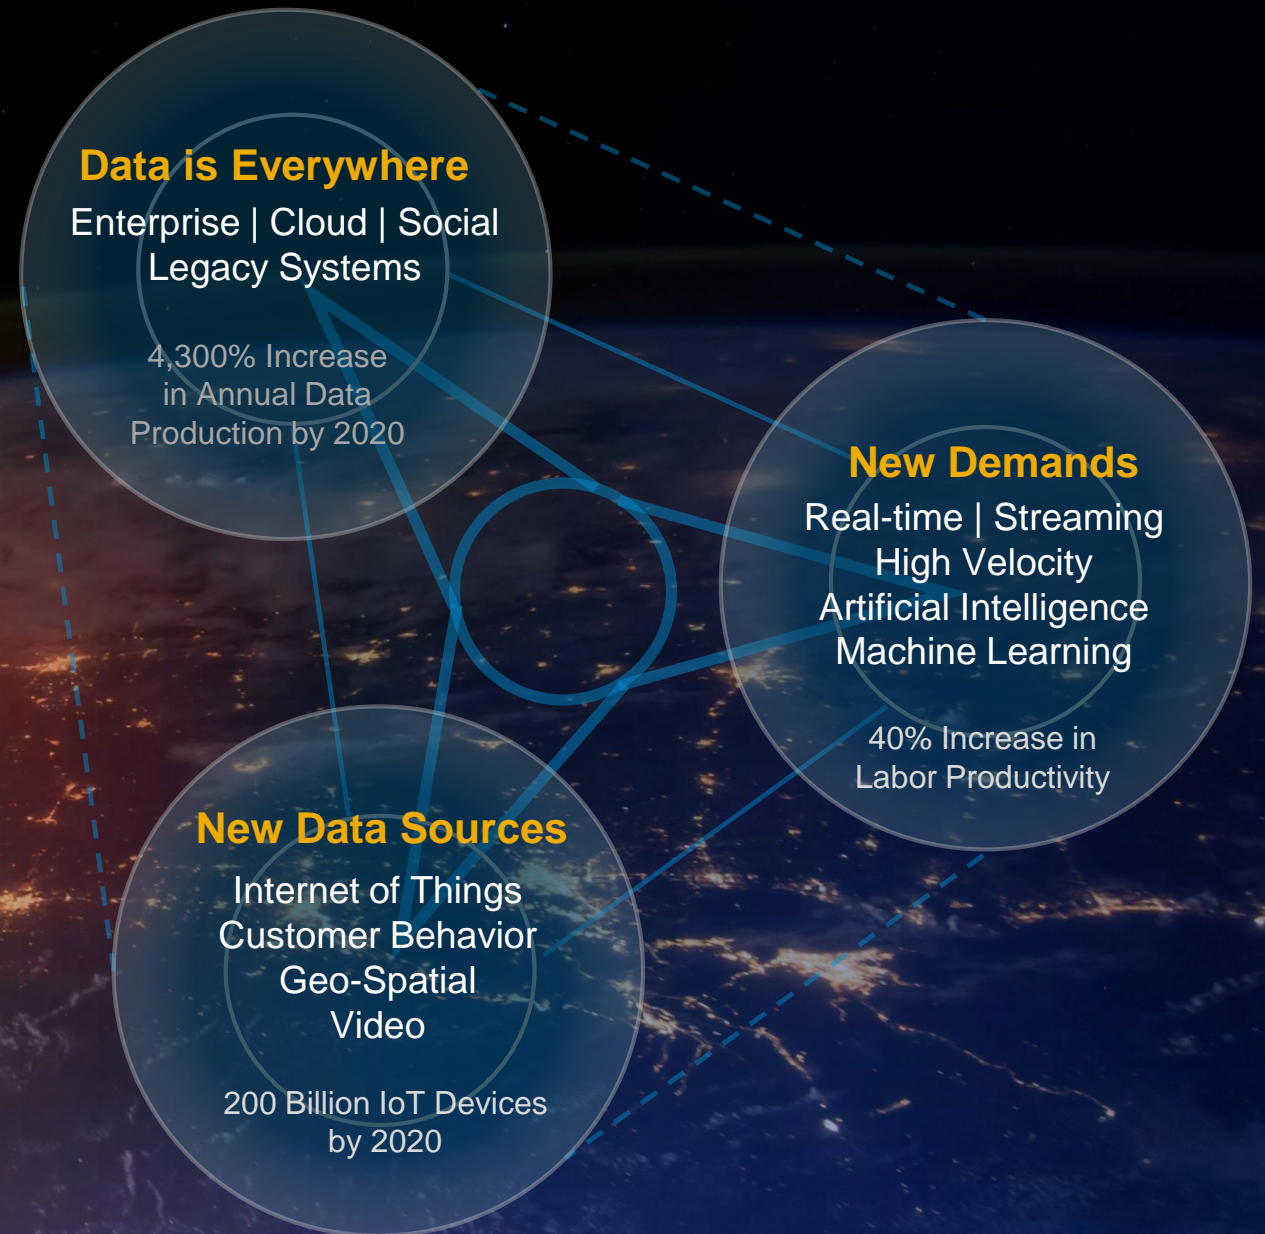 Data is Everywhere
Enterprise | Cloud | Social
Legacy Systems
4,300% Increase
in Annual Data
Production by 2020
New Demands
Real-time | Streaming
High Velocity
Artificial Intelligence
Machine Learning
40% Increase in
Labor Productivity
New Data Sources
Internet of Things
Customer Behavior
Geo-Spatial
Video
200 Billion IoT Devices
by 2020